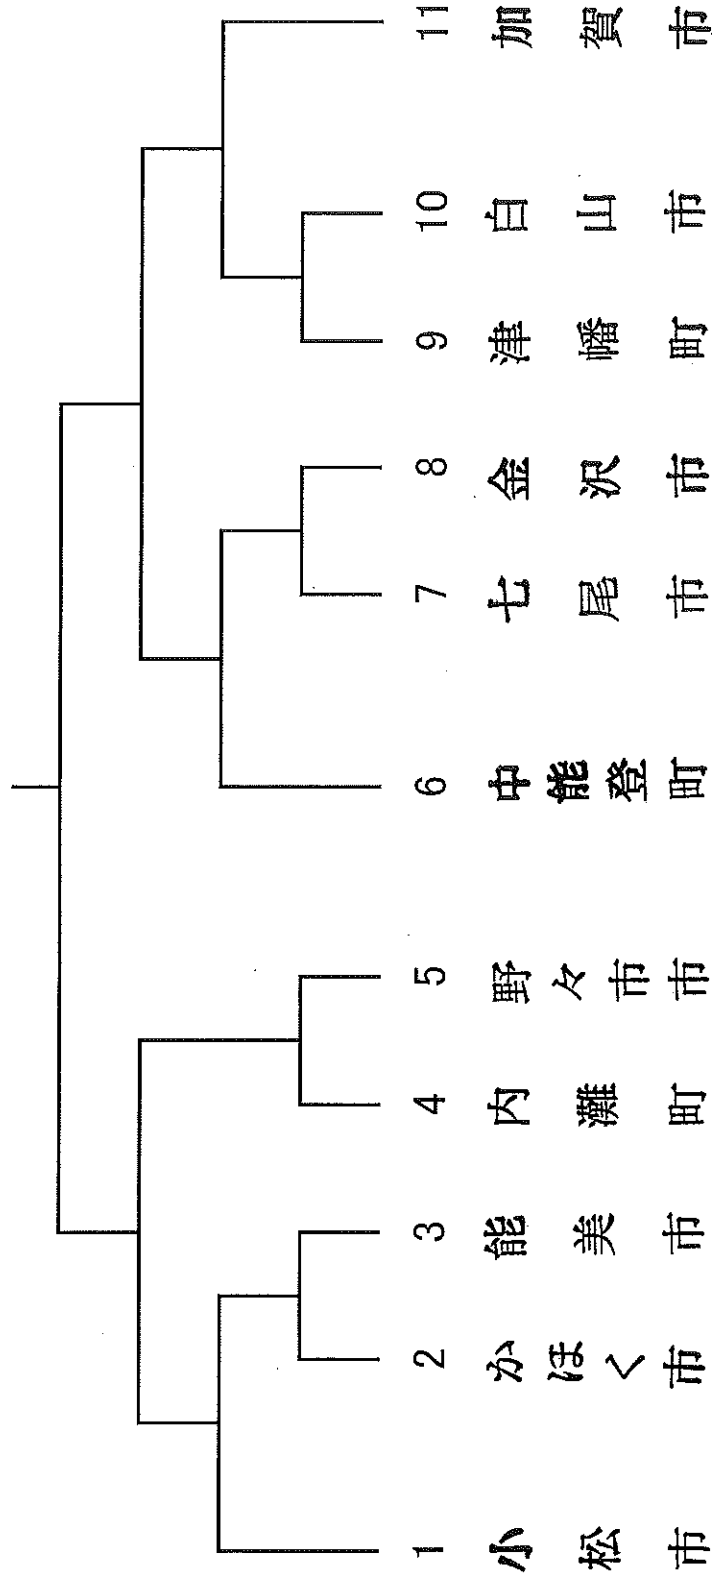 1 小松市
2 かほく市
3 能美市
4 内灘町
5 野々市市
6 中能登町
7 七尾市
8 金沢市
9 津幡町
10 白山市
11 加賀市